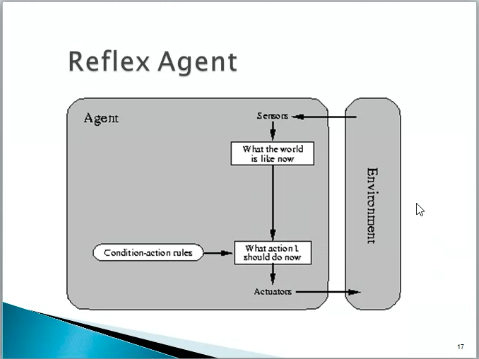 Reflex Agent
Agent
Sensors
What the world
is like now
Environment
Condition-action rules
What action I
should do now
Actuators
17